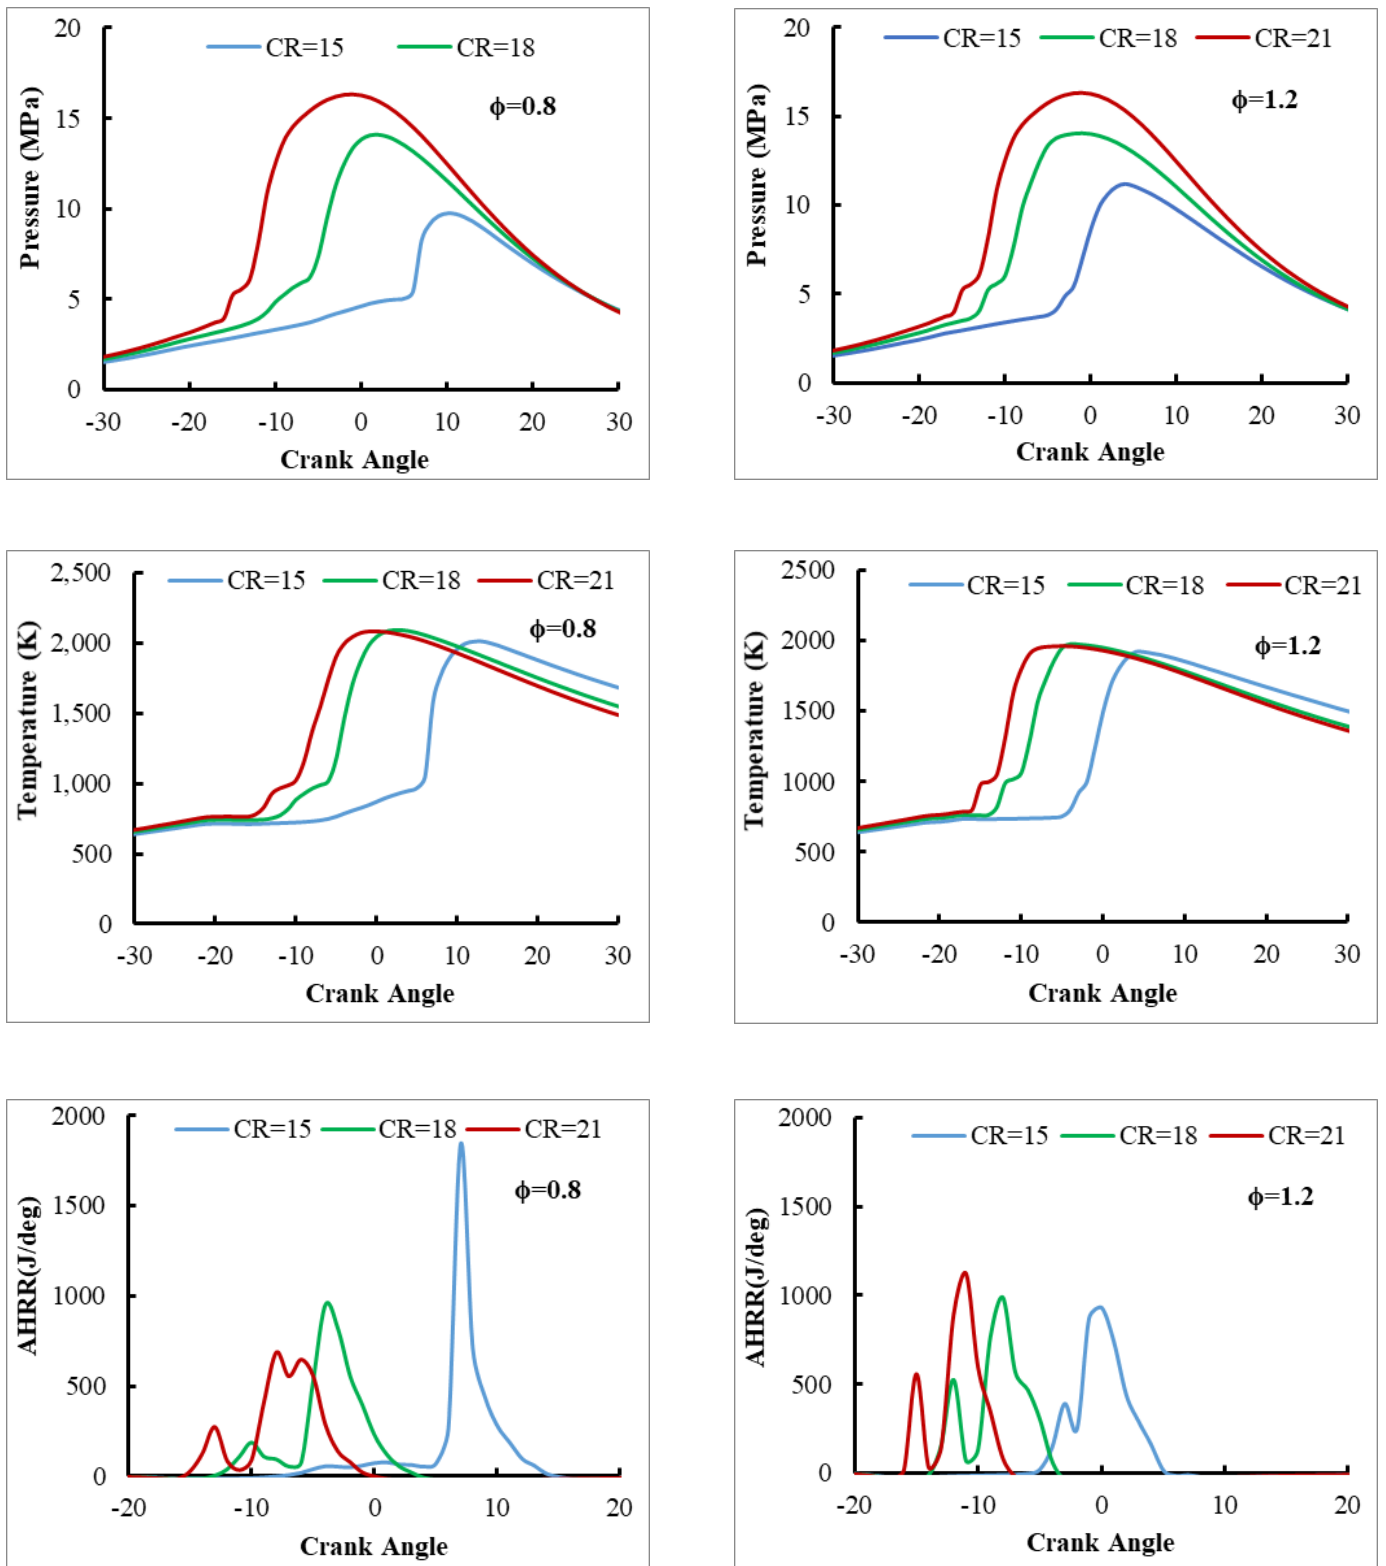 20
CR=15 CR=18
ϕ=0.8
15
10
5
0
Pressure (MPa)
-30 -20 -10 0 10 20 30
Crank Angle
20
CR=15 CR=18 CR=21
ϕ=1.2
15
10
5
0
Pressure (MPa)
-30 -20 -10 0 10 20 30
Crank Angle
2,500
CR=15 CR=18 CR=21
ϕ=0.8
2,000
1,500
1,000
500
0
Temperature (K)
-30 -20 -10 0 10 20 30
Crank Angle
2500
CR=15 CR=18 CR=21
ϕ=1.2
2000
1500
1000
500
0
Temperature (K)
-30 -20 -10 0 10 20 30
Crank Angle
2000
CR=15 CR=18 CR=21
ϕ=0.8
1500
1000
500
0
AHRR(J/deg)
-20 -10 0 10 20
Crank Angle
2000
CR=15 CR=18 CR=21
ϕ=1.2
1500
1000
500
0
AHRR(J/deg)
-20 -10 0 10 20
Crank Angle